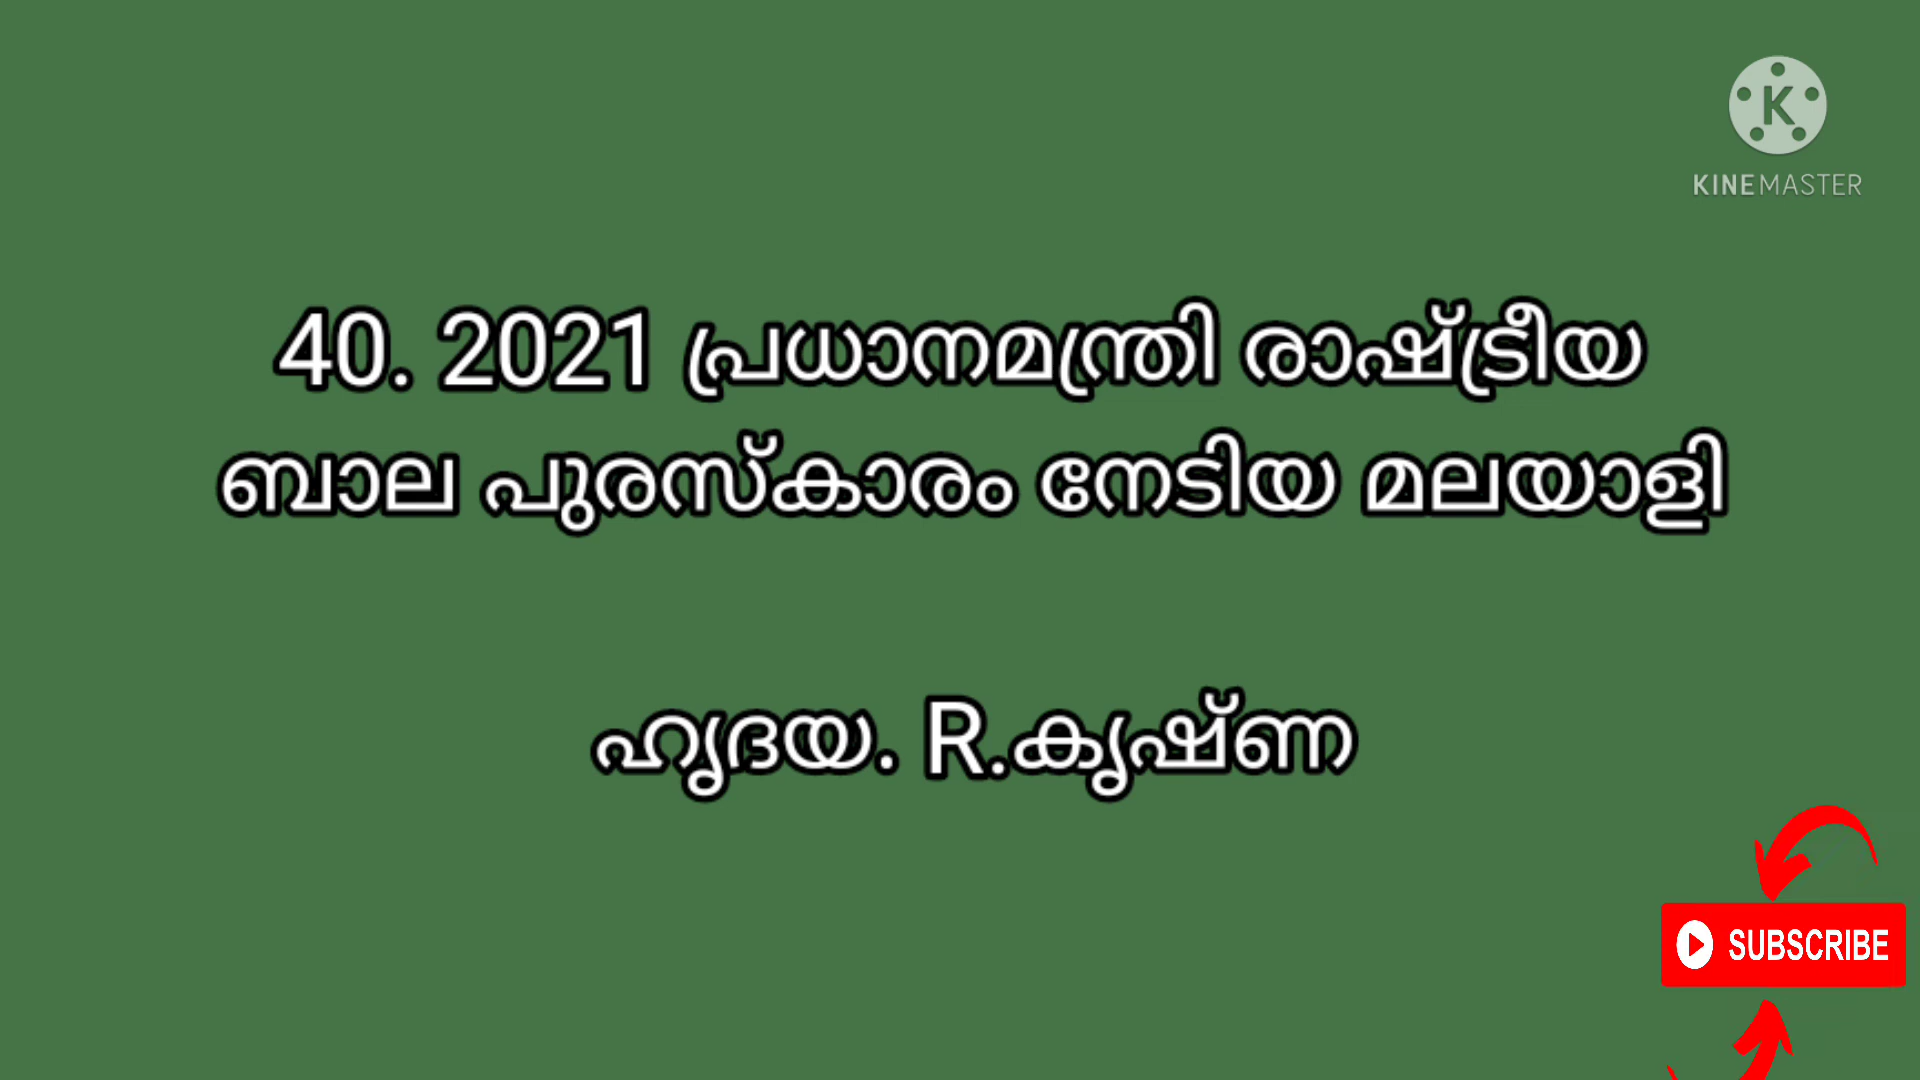 K
KINEMASTER
40. 2021 പ്രധാനമന്ത്രി രാഷ്ട്രീയ
ബാല പുരസ്കാരം നേടിയ മലയാളി
ഹൃദയ. R.കൃഷ്ണ
SUBSCRIBE